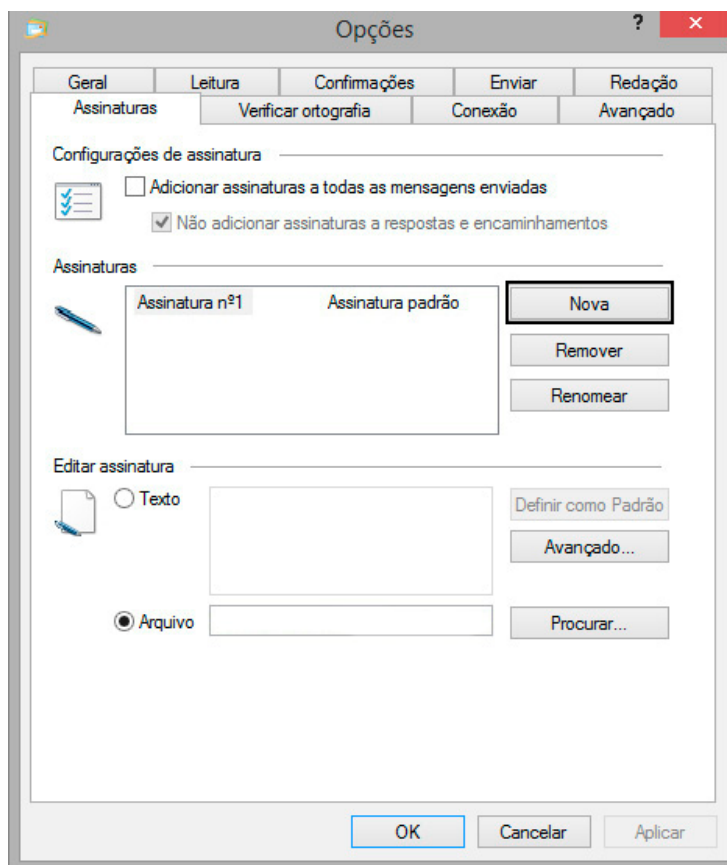 Opções
?
Geral Leitura Confirmações Enviar Redação
Assinaturas Verificar ortografia Conexão Avançado
Configurações de assinatura
Adicionar assinaturas a todas as mensagens enviadas
Não adicionar assinaturas a respostas e encaminhamentos
Assinaturas
Assinatura nº1 Assinatura padrão
Nova
Remover
Renomear
Editar assinatura
Texto
Definir como Padrão
Avançado...
Arquivo
Procurar...
OK Cancelar Aplicar